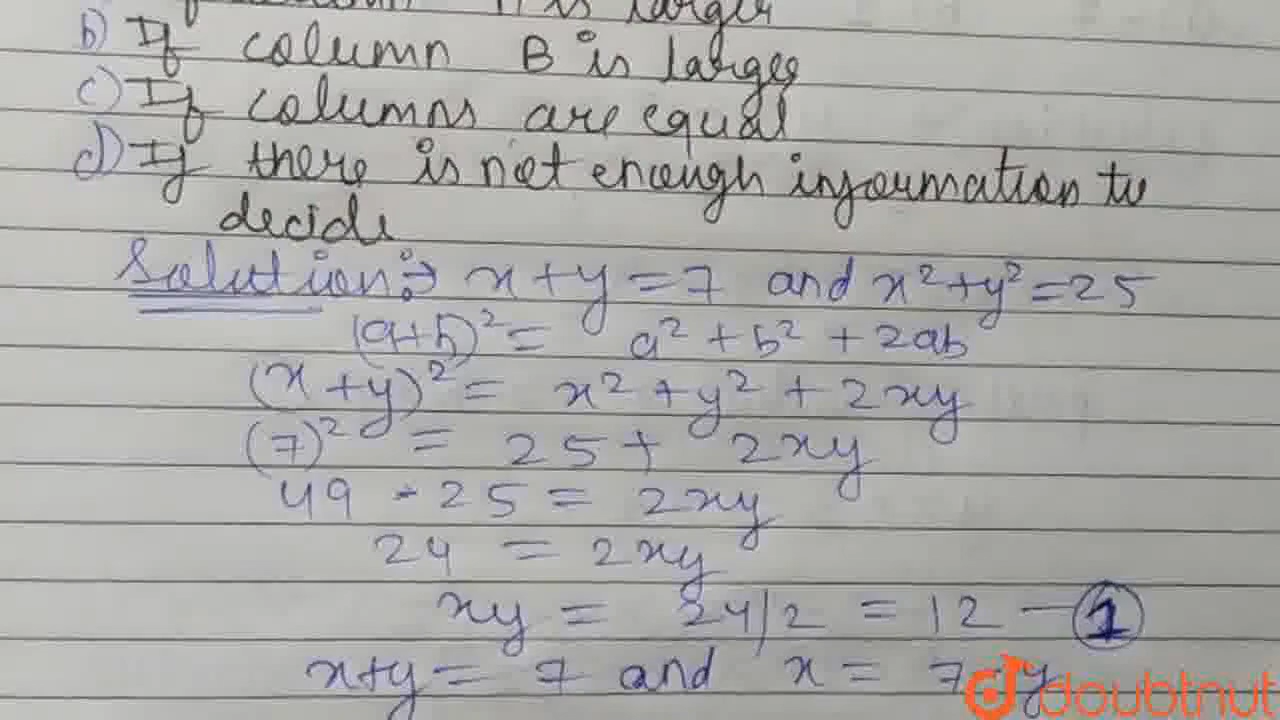 is larger
b) If column B is larger
c) If columns are equal
d) If there is not enough information to
decide
Solution:→ x+y=7 and x²+y²=25
(a+b)² = a²+b²+2ab
(x+y)² = x²+y²+2xy
(7)² = 25+ 2xy
49 - 25 = 2xy
24 = 2xy
xy = 24/2 = 12 — 1
x+y = 7 and x = 7 y
doubtnut